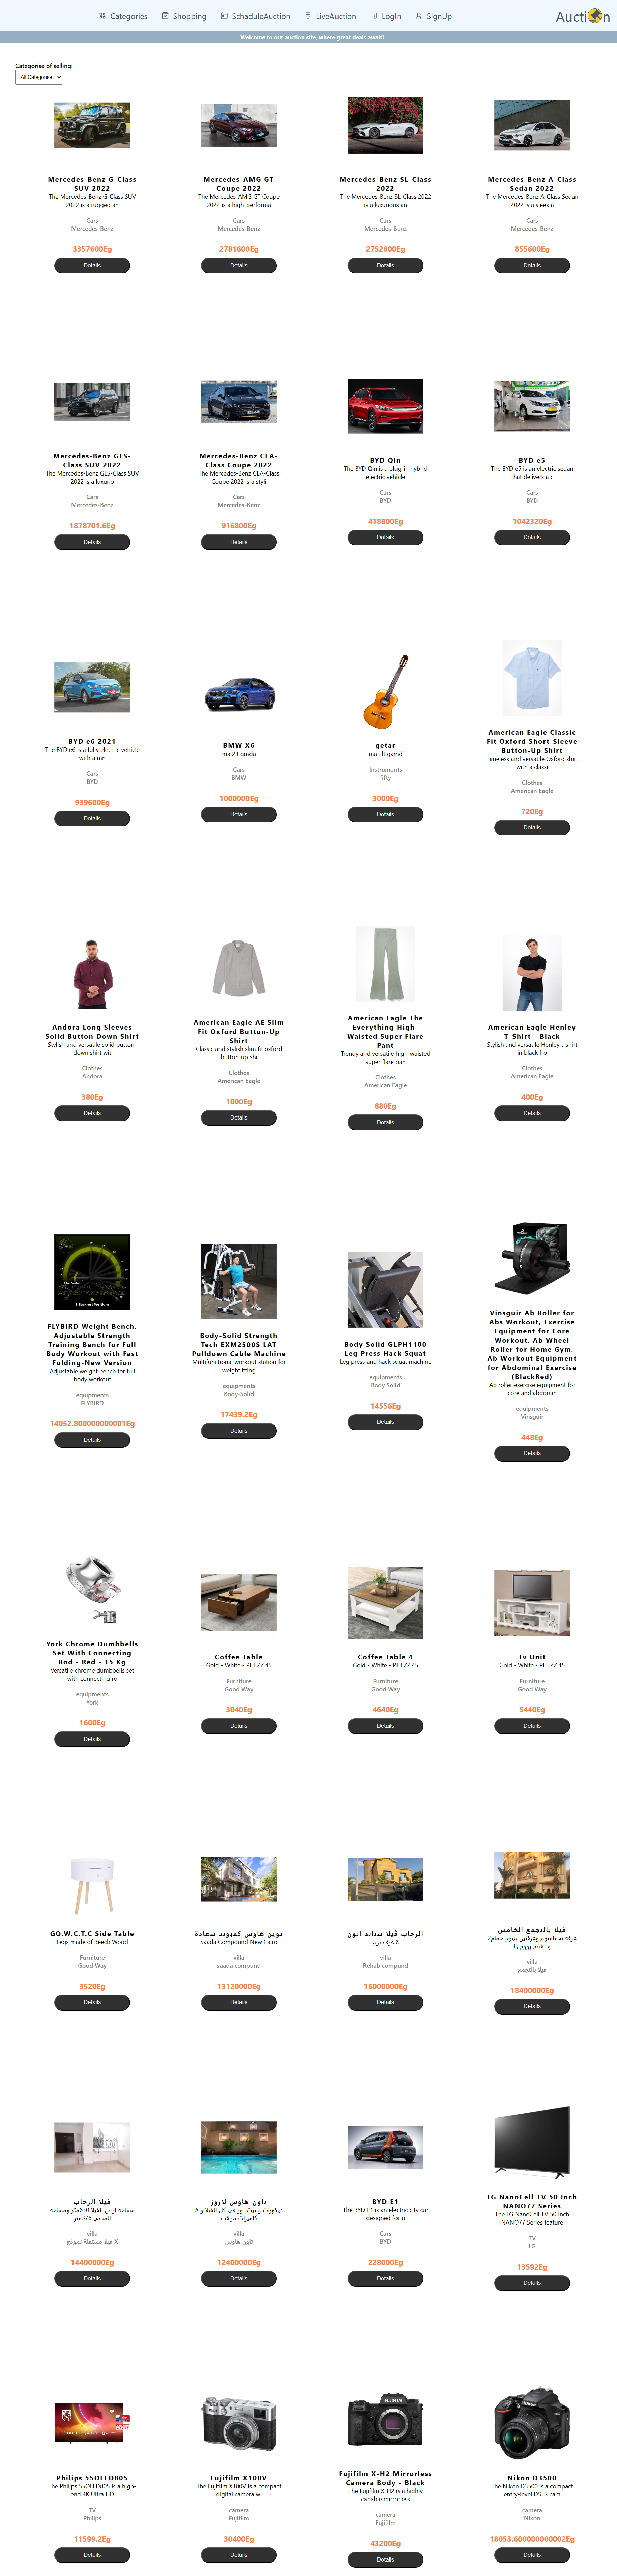 Categories
Shopping
SchaduleAuction
LiveAuction
LogIn
SignUp
Aucti n
Welcome to our auction site, where great deals await!
Categorise of selling:
All Categorise
Mercedes-Benz G-Class
SUV 2022
The Mercedes-Benz G-Class SUV
2022 is a rugged an
Cars
Mercedes-Benz
3357600Eg
Details
Mercedes-AMG GT
Coupe 2022
The Mercedes-AMG GT Coupe
2022 is a high-performa
Cars
Mercedes-Benz
2781600Eg
Details
Mercedes-Benz SL-Class
2022
The Mercedes-Benz SL-Class 2022
is a luxurious an
Cars
Mercedes-Benz
2752800Eg
Details
Mercedes-Benz A-Class
Sedan 2022
The Mercedes-Benz A-Class Sedan
2022 is a sleek a
Cars
Mercedes-Benz
855600Eg
Details
Mercedes-Benz GLS-
Class SUV 2022
The Mercedes-Benz GLS-Class SUV
2022 is a luxurio
Cars
Mercedes-Benz
1878701.6Eg
Details
Mercedes-Benz CLA-
Class Coupe 2022
The Mercedes-Benz CLA-Class
Coupe 2022 is a styli
Cars
Mercedes-Benz
916800Eg
Details
BYD Qin
The BYD Qin is a plug-in hybrid
electric vehicle
Cars
BYD
418800Eg
Details
BYD e5
The BYD e5 is an electric sedan
that delivers a c
Cars
BYD
1042320Eg
Details
BYD e6 2021
The BYD e6 is a fully electric vehicle
with a ran
Cars
BYD
939600Eg
Details
BMW X6
ma 2lt gmda
Cars
BMW
1000000Eg
Details
getar
ma 2lt gamd
Instruments
fifty
3000Eg
Details
American Eagle Classic
Fit Oxford Short-Sleeve
Button-Up Shirt
Timeless and versatile Oxford shirt
with a classi
Clothes
American Eagle
720Eg
Details
Andora Long Sleeves
Solid Button Down Shirt
Stylish and versatile solid button-
down shirt wit
Clothes
Andora
380Eg
Details
American Eagle AE Slim
Fit Oxford Button-Up
Shirt
Classic and stylish slim fit oxford
button-up shi
Clothes
American Eagle
1000Eg
Details
American Eagle The
Everything High-
Waisted Super Flare
Pant
Trendy and versatile high-waisted
super flare pan
Clothes
American Eagle
880Eg
Details
American Eagle Henley
T-Shirt - Black
Stylish and versatile Henley t-shirt
in black fro
Clothes
American Eagle
400Eg
Details
FLYBIRD Weight Bench,
Adjustable Strength
Training Bench for Full
Body Workout with Fast
Folding-New Version
Adjustable weight bench for full
body workout
equipments
FLYBIRD
14052.800000000001Eg
Details
Body-Solid Strength
Tech EXM2500S LAT
Pulldown Cable Machine
Multifunctional workout station for
weightlifting
equipments
Body-Solid
17439.2Eg
Details
Body Solid GLPH1100
Leg Press Hack Squat
Leg press and hack squat machine
equipments
Body Solid
14556Eg
Details
Vinsguir Ab Roller for
Abs Workout, Exercise
Equipment for Core
Workout, Ab Wheel
Roller for Home Gym,
Ab Workout Equipment
for Abdominal Exercise
(BlackRed)
Ab roller exercise equipment for
core and abdomin
equipments
Vinsguir
448Eg
Details
York Chrome Dumbbells
Set With Connecting
Rod - Red - 15 Kg
Versatile chrome dumbbells set
with connecting ro
equipments
York
1600Eg
Details
Coffee Table
Gold - White - PL.EZZ.45
Furniture
Good Way
3040Eg
Details
Coffee Table 4
Gold - White - PL.EZZ.45
Furniture
Good Way
4640Eg
Details
Tv Unit
Gold - White - PL.EZZ.45
Furniture
Good Way
5440Eg
Details
GO.W.C.T.C Side Table
Legs made of Beech Wood
Furniture
Good Way
3520Eg
Details
توين هاوس كمبوند سعادة
Saada Compound New Cairo
villa
saada compund
13120000Eg
Details
الرحاب ڤيلا ستاند الون
٤ غرف نوم
villa
Rehab compund
16000000Eg
Details
فيلا بالتجمع الخامس
2غرفه بحمامتهم وغرفتين بينهم حمام
وليفينج رووم وا
villa
فيلا بالتجمع
18400000Eg
Details
فيلا الرحاب
مساحة ارض الفيلا 630متر ومساحة
المبانى 376متر
villa
فيلا مستقلة نموذج X
14400000Eg
Details
تاون هاوس لاروز
ديكورات و بيت نور فى كل الفيلا و ٨
كاميرات مراقب
villa
تاون هاوس
12400000Eg
Details
BYD E1
The BYD E1 is an electric city car
designed for u
Cars
BYD
228000Eg
Details
LG NanoCell TV 50 Inch
NANO77 Series
The LG NanoCell TV 50 Inch
NANO77 Series feature
TV
LG
13592Eg
Details
Philips 55OLED805
The Philips 55OLED805 is a high-
end 4K Ultra HD
TV
Philips
11599.2Eg
Details
Fujifilm X100V
The Fujifilm X100V is a compact
digital camera wi
camera
Fujifilm
30400Eg
Details
Fujifilm X-H2 Mirrorless
Camera Body - Black
The Fujifilm X-H2 is a highly
capable mirrorless
camera
Fujifilm
43200Eg
Details
Nikon D3500
The Nikon D3500 is a compact
entry-level DSLR cam
camera
Nikon
18053.600000000002Eg
Details